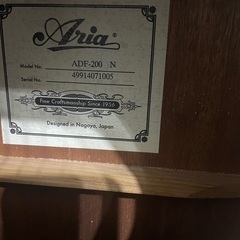 Aria
Model No. ADF-200 N
Serial No. 49914071005
Fine Craftsmanship Since 1956
Designed in Nagoya, Japan